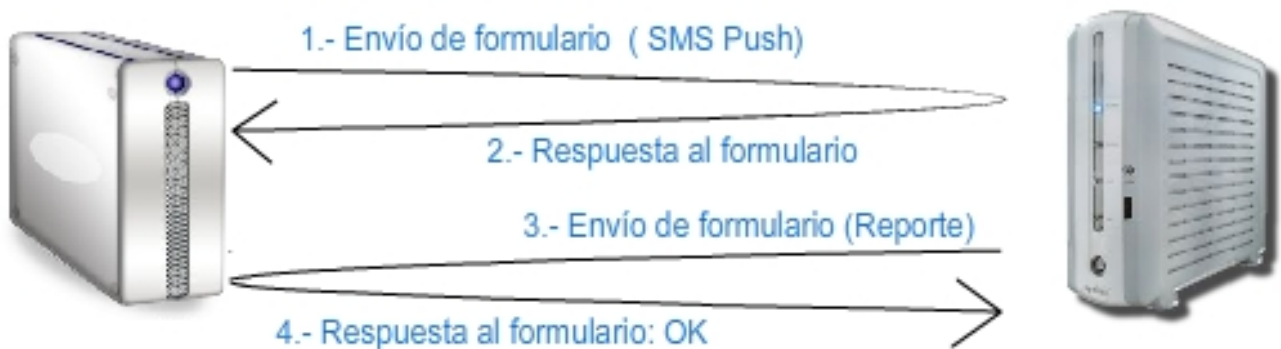 1.- Envío de formulario ( SMS Push)
2.- Respuesta al formulario
3.- Envío de formulario (Reporte)
4.- Respuesta al formulario: OK